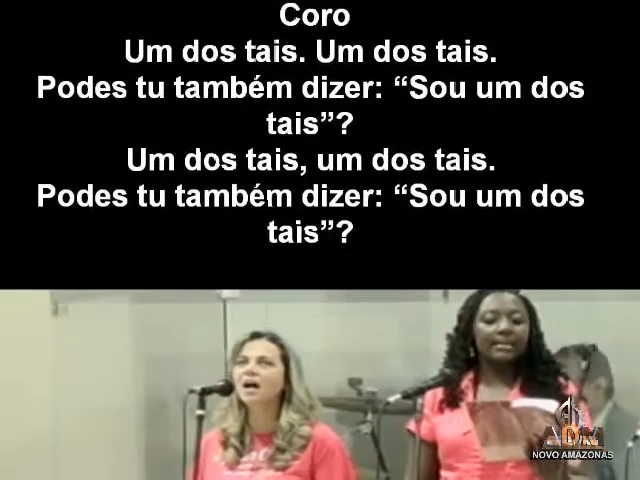 Coro
Um dos tais. Um dos tais.
Podes tu também dizer: “Sou um dos
tais”?
Um dos tais, um dos tais.
Podes tu também dizer: “Sou um dos
tais”?
NOVO AMAZONAS